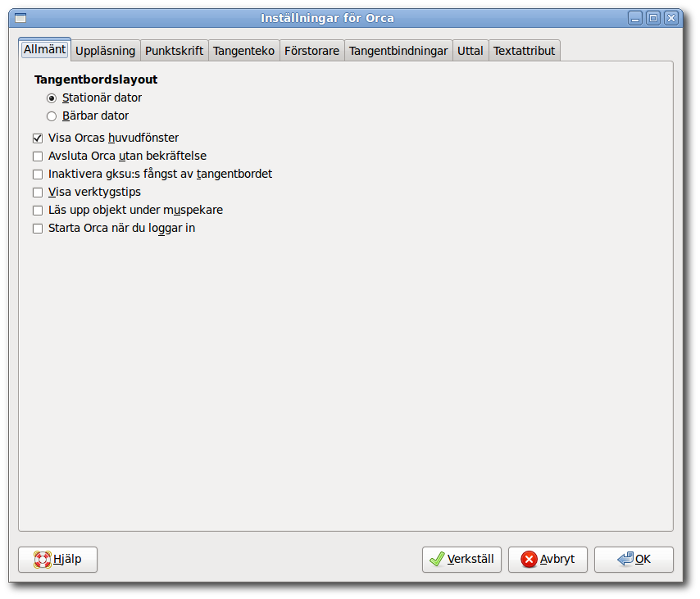 Inställningar för Orca
Allmänt Uppläsning Punktskrift Tangenteko Förstorare Tangentbindningar Uttal Textattribut
Tangentbordslayout
Stationär dator
Bärbar dator
Visa Orcas huvudfönster
Avsluta Orca utan bekräftelse
Inaktivera gksu:s fångst av tangentbordet
Visa verktygstips
Läs upp objekt under muspekare
Starta Orca när du loggar in
Hjälp Verkställ Avbryt OK